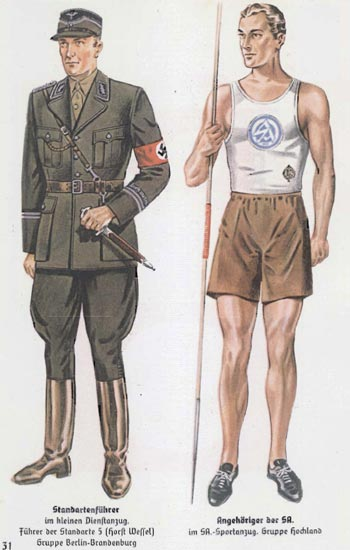 SA
Standartenführer
im kleinen Dienstanzug.
Führer der Standarte 5 (Horst Wessel)
Gruppe Berlin-Brandenburg
Angehöriger der SA.
im SA.-Sportanzug. Gruppe Hochland
31